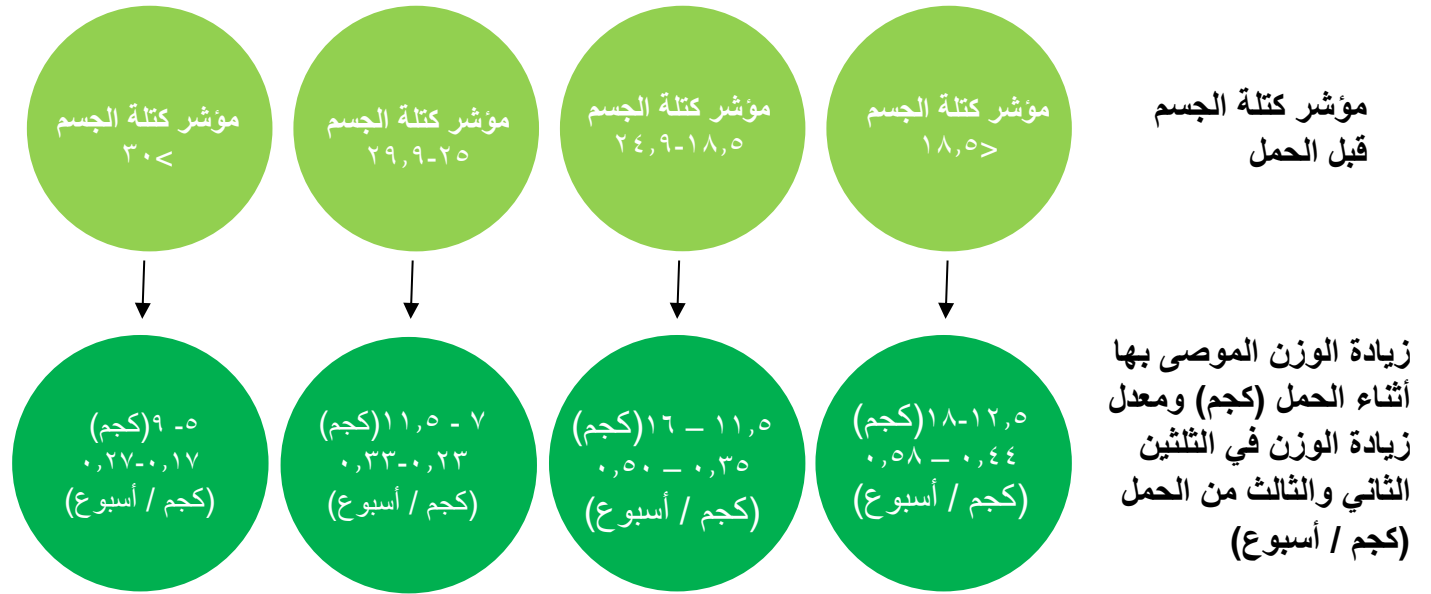 مؤشر كتلة الجسم
قبل الحمل
مؤشر كتلة الجسم
<١٨,٥
مؤشر كتلة الجسم
١٨,٥-٢٤,٩
مؤشر كتلة الجسم
٢٥-٢٩,٩
مؤشر كتلة الجسم
>٣٠
زيادة الوزن الموصى بها
أثناء الحمل (كجم) ومعدل
زيادة الوزن في الثلثين
الثاني والثالث من الحمل
(كجم / أسبوع)
١٢,٥-١٨(كجم)
٠,٤٤ – ٠,٥٨
(كجم / أسبوع)
١١,٥ – ١٦(كجم)
٠,٣٥ – ٠,٥٠
(كجم / أسبوع)
٧ - ١١,٥(كجم)
٠,٢٣-٠,٣٣
(كجم / أسبوع)
٥- ٩(كجم)
٠,١٧-٠,٢٧
(كجم / أسبوع)